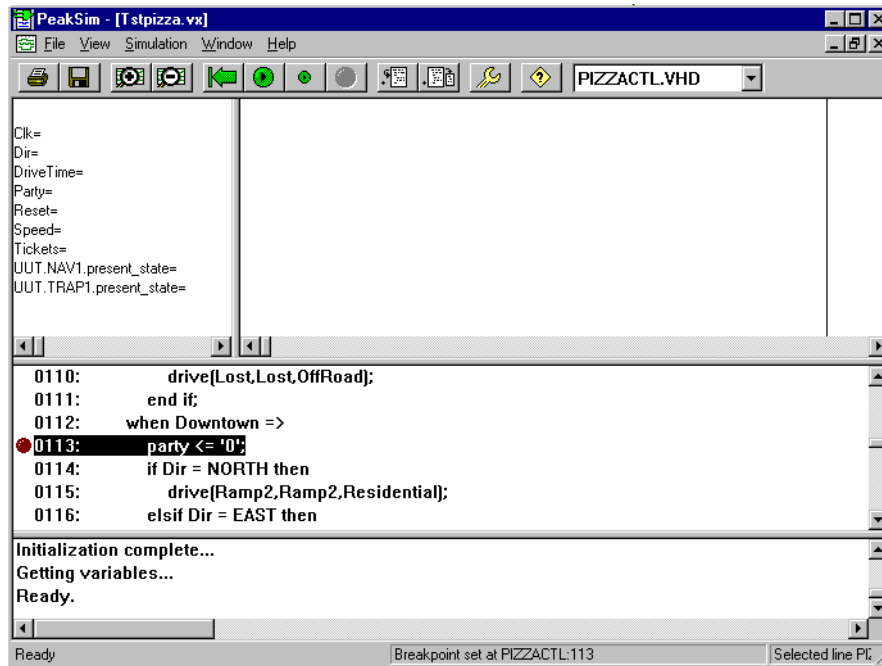 PeakSim - [Tstpizza.vx]
File View Simulation Window Help
PIZZACTL.VHD
Clk=
Dir=
DriveTime=
Party=
Reset=
Speed=
Tickets=
UUT.NAV1.present_state=
UUT.TRAP1.present_state=
0110: drive(Lost,Lost,OffRoad);
0111: end if;
0112: when Downtown =>
0113: party <= '0';
0114: if Dir = NORTH then
0115: drive(Ramp2,Ramp2,Residential);
0116: elsif Dir = EAST then
Initialization complete...
Getting variables...
Ready.
Ready Breakpoint set at PIZZACTL:113 Selected line